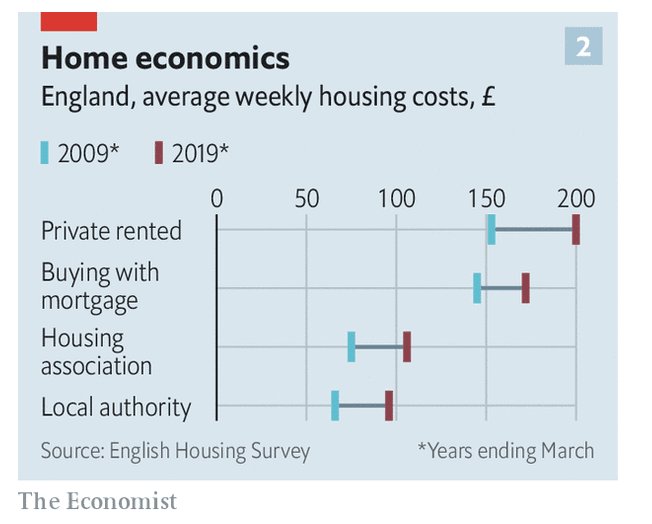 2
Home economics
England, average weekly housing costs, £
2009* 2019*
0 50 100 150 200
Private rented
Buying with
mortgage
Housing
association
Local authority
Source: English Housing Survey *Years ending March
The Economist